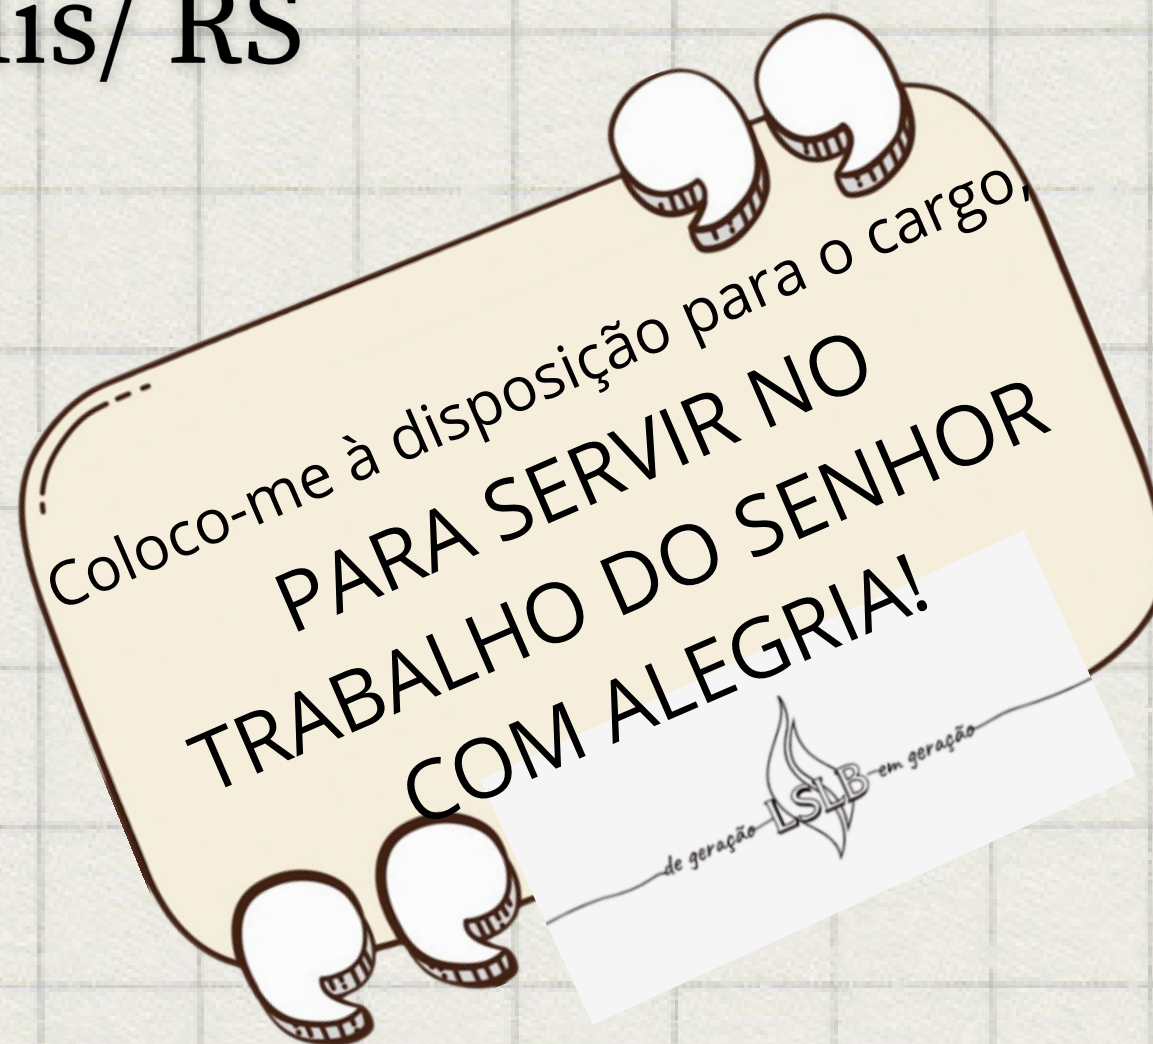 is/ RS
Coloco-me à disposição para o cargo,
PARA SERVIR NO
TRABALHO DO SENHOR
COM ALEGRIA!
de geração LSLB em geração